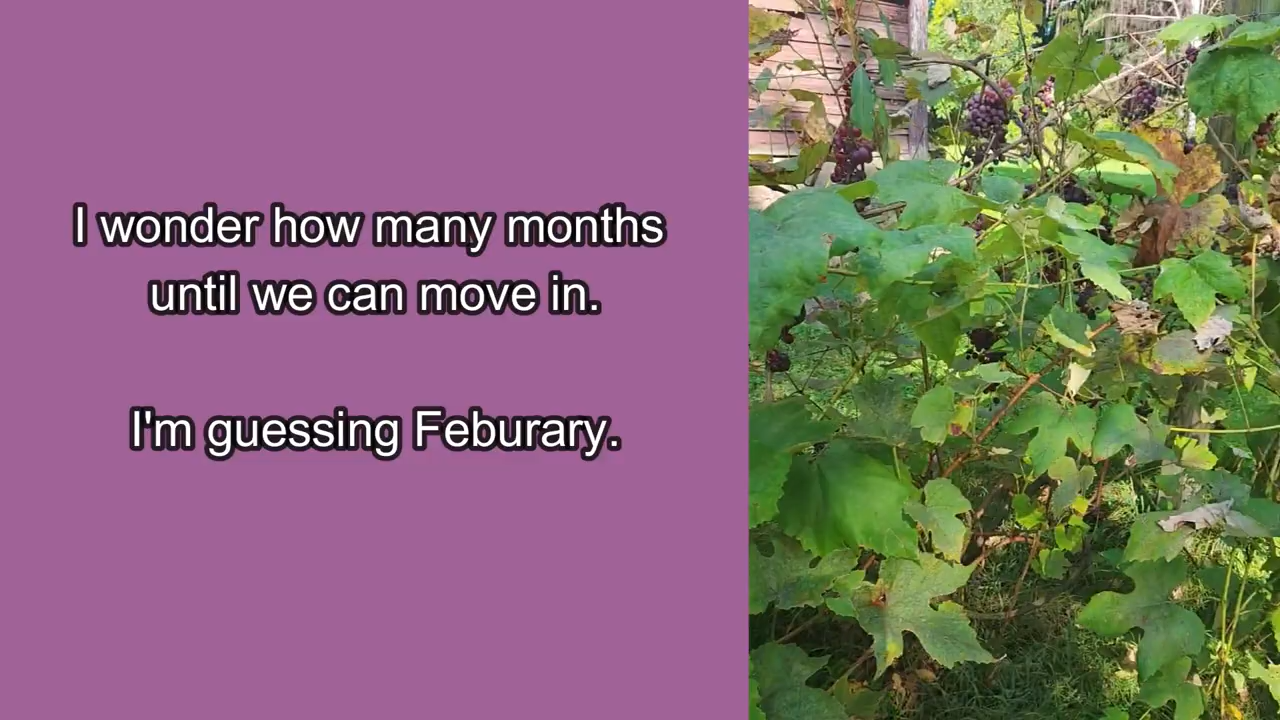 I wonder how many months
until we can move in.
I'm guessing Feburary.